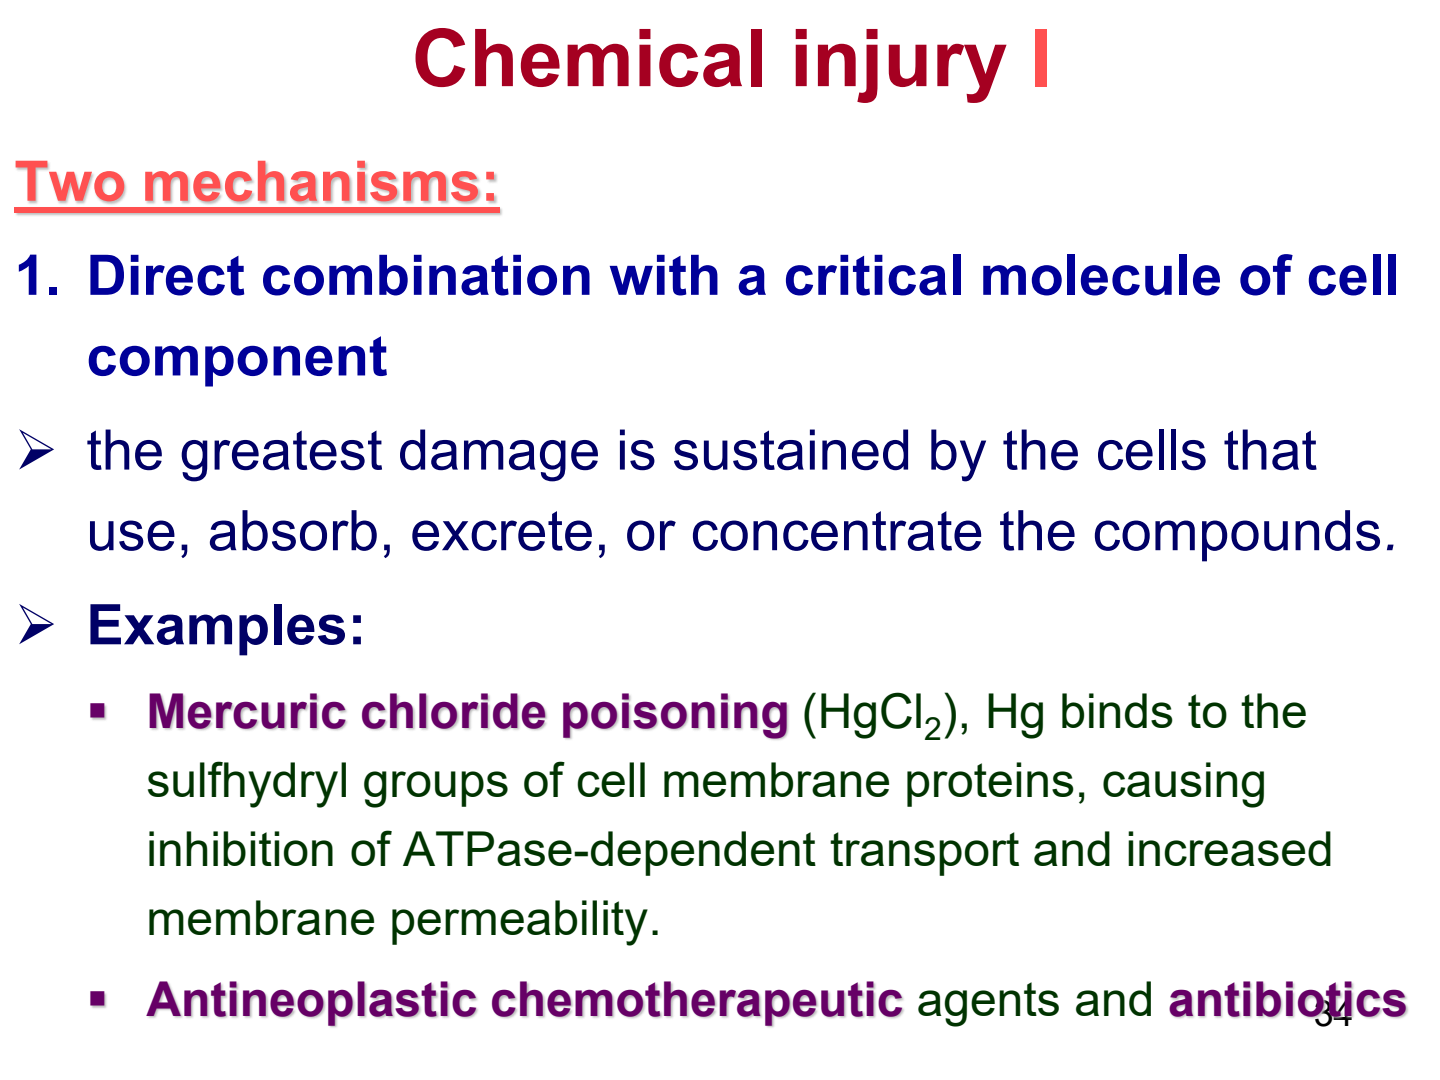 Chemical injury I
Two mechanisms:
1. Direct combination with a critical molecule of cell
component
➢ the greatest damage is sustained by the cells that
use, absorb, excrete, or concentrate the compounds.
➢ Examples:
▪ Mercuric chloride poisoning (HgCl₂), Hg binds to the
sulfhydryl groups of cell membrane proteins, causing
inhibition of ATPase-dependent transport and increased
membrane permeability.
▪ Antineoplastic chemotherapeutic agents and antibiotics
34